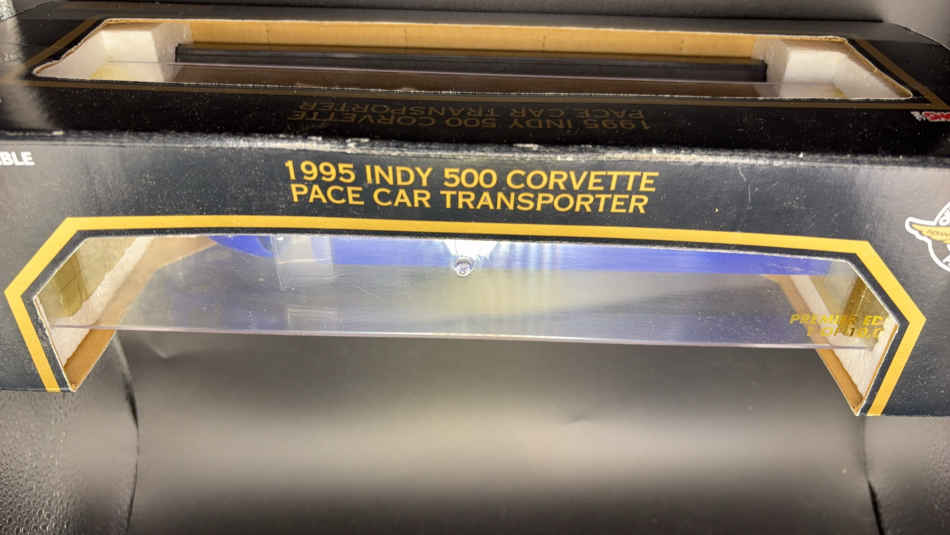 1995 INDY 500 CORVETTE
PACE CAR TRANSPORTER
BLE
1995 INDY 500 CORVETTE
PACE CAR TRANSPORTER